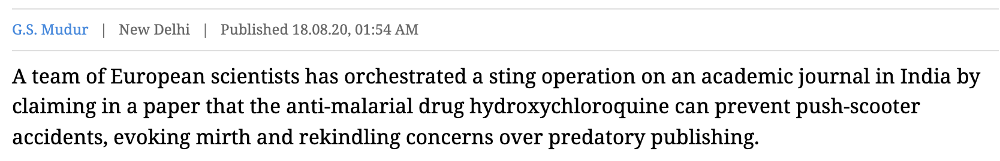 G.S. Mudur | New Delhi | Published 18.08.20, 01:54 AM
A team of European scientists has orchestrated a sting operation on an academic journal in India by
claiming in a paper that the anti-malarial drug hydroxychloroquine can prevent push-scooter
accidents, evoking mirth and rekindling concerns over predatory publishing.